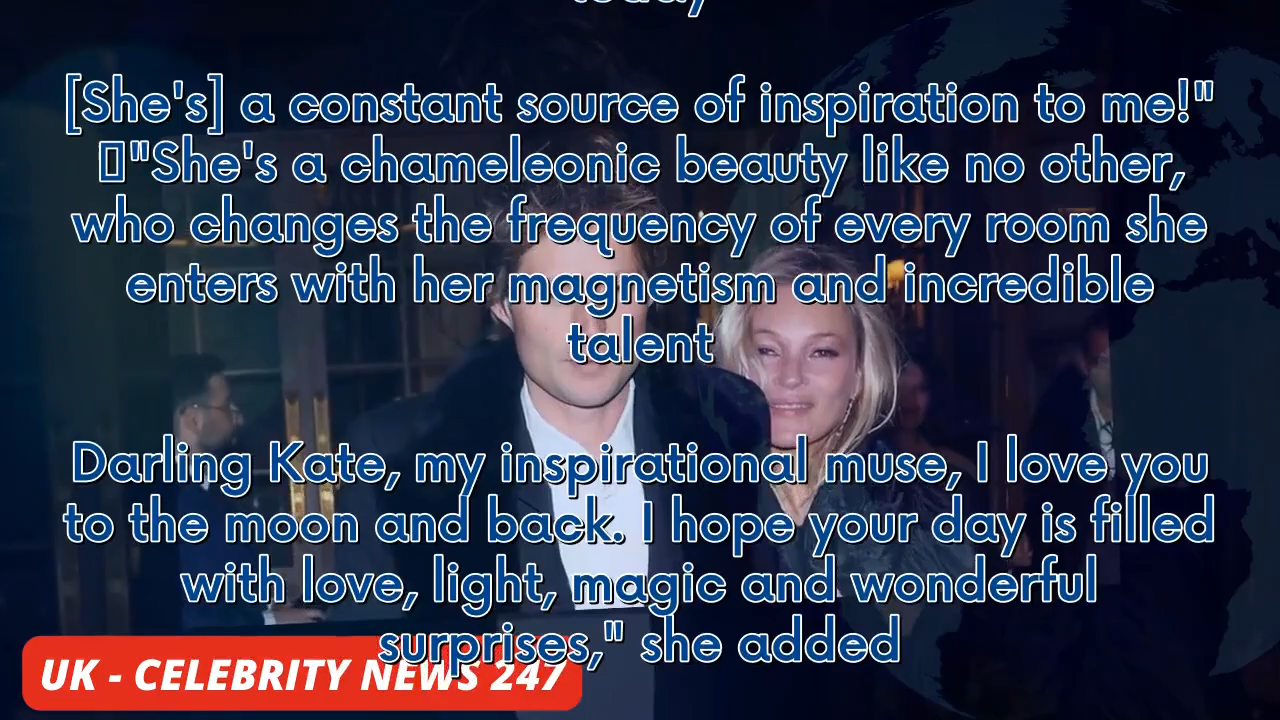 today
[She's] a constant source of inspiration to me!"
"She's a chameleonic beauty like no other,
who changes the frequency of every room she
enters with her magnetism and incredible
talent
Darling Kate, my inspirational muse, I love you
to the moon and back. I hope your day is filled
with love, light, magic and wonderful
surprises," she added
UK - CELEBRITY NEWS 247